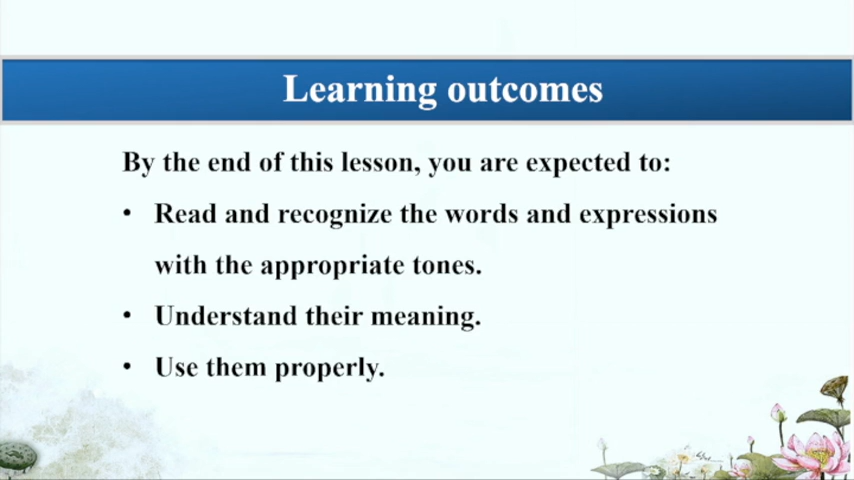 Learning outcomes
By the end of this lesson, you are expected to:
• Read and recognize the words and expressions
with the appropriate tones.
• Understand their meaning.
• Use them properly.